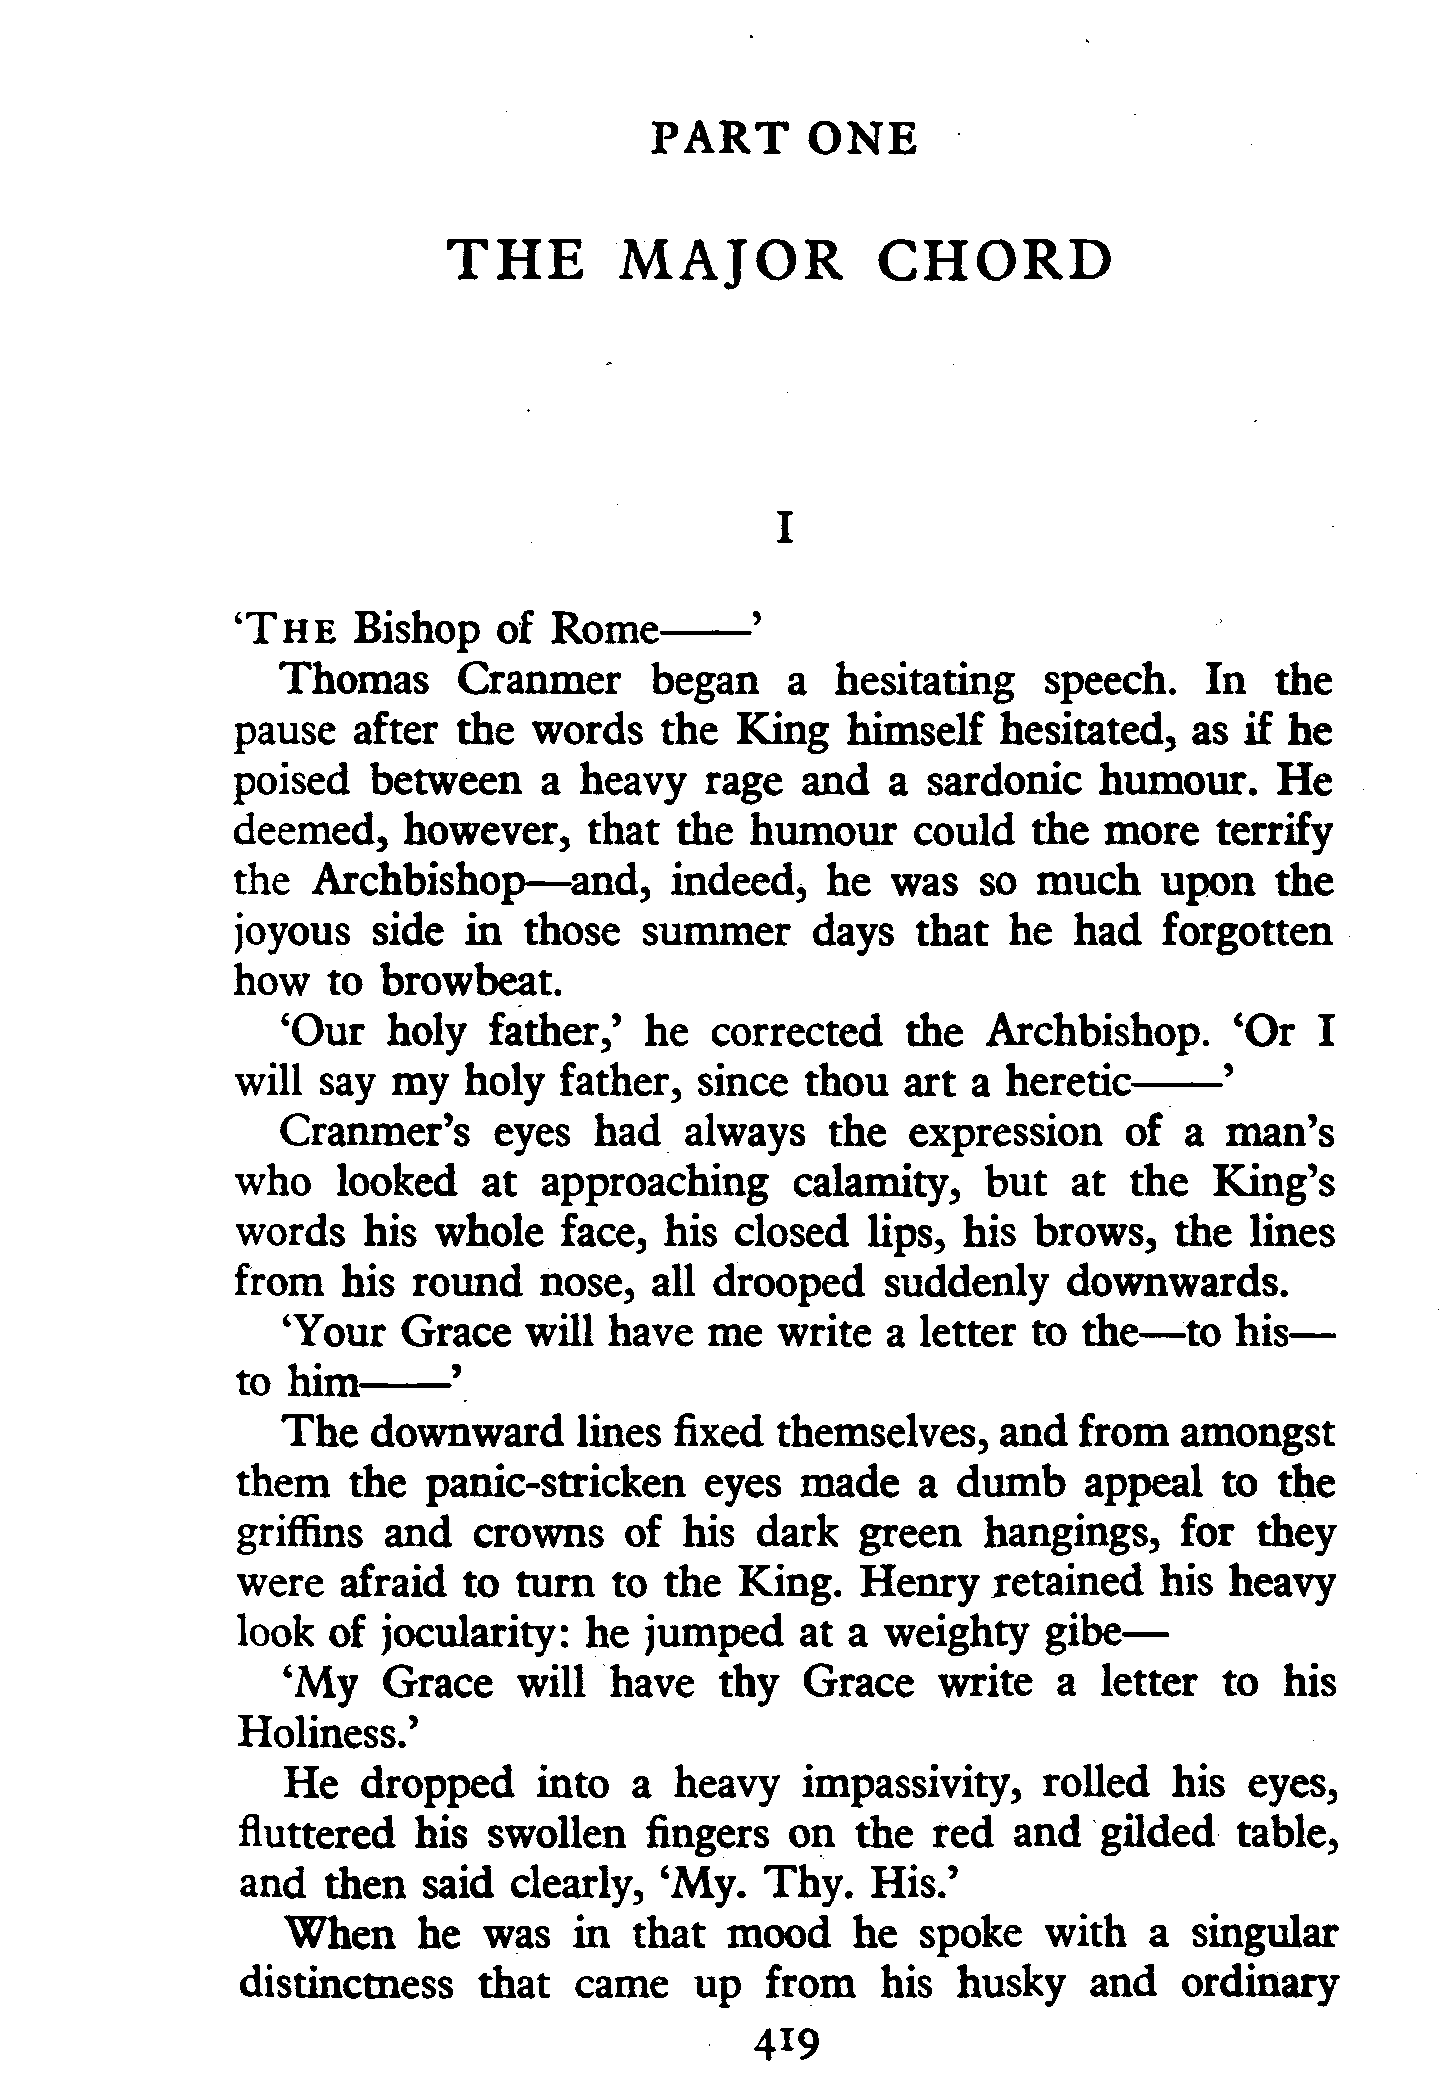 PART ONE
THE MAJOR CHORD
I
‘THE Bishop of Rome——’
Thomas Cranmer began a hesitating speech. In the
pause after the words the King himself hesitated, as if he
poised between a heavy rage and a sardonic humour. He
deemed, however, that the humour could the more terrify
the Archbishop—and, indeed, he was so much upon the
joyous side in those summer days that he had forgotten
how to browbeat.
‘Our holy father,’ he corrected the Archbishop. ‘Or I
will say my holy father, since thou art a heretic——’
Cranmer’s eyes had always the expression of a man’s
who looked at approaching calamity, but at the King’s
words his whole face, his closed lips, his brows, the lines
from his round nose, all drooped suddenly downwards.
‘Your Grace will have me write a letter to the—to his—
to him——’
The downward lines fixed themselves, and from amongst
them the panic-stricken eyes made a dumb appeal to the
griffins and crowns of his dark green hangings, for they
were afraid to turn to the King. Henry retained his heavy
look of jocularity: he jumped at a weighty gibe—
‘My Grace will have thy Grace write a letter to his
Holiness.’
He dropped into a heavy impassivity, rolled his eyes,
fluttered his swollen fingers on the red and gilded table,
and then said clearly, ‘My. Thy. His.’
When he was in that mood he spoke with a singular
distinctness that came up from his husky and ordinary
419